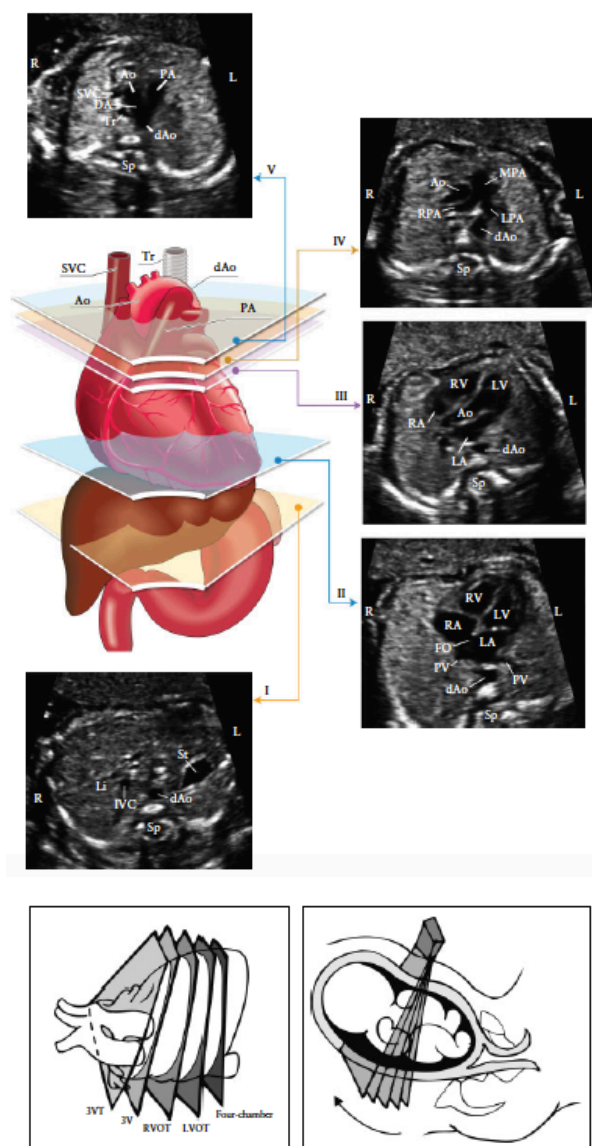 R
L
Ao
PA
SVC
DA
Tr
dAo
Sp
V
MPA
Ao
R
L
RPA
LPA
dAo
Sp
IV
Tr
SVC
dAo
Ao
PA
III
RV
LV
R
L
RA
Ao
LA
dAo
Sp
II
RV
R
LV
L
RA
FO
LA
PV
PV
dAo
Sp
I
L
St
Li
R
IVC
dAo
Sp
3VT
3V
RVOT
LVOT
Four-chamber